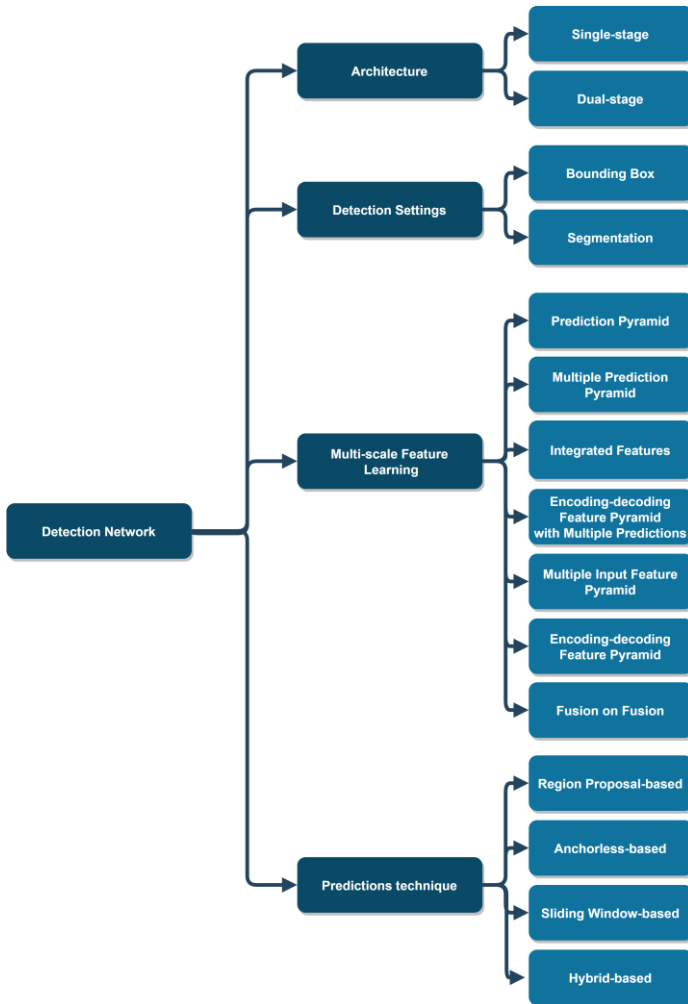 Detection Network
Architecture
Single-stage
Dual-stage
Detection Settings
Bounding Box
Segmentation
Multi-scale Feature
Learning
Prediction Pyramid
Multiple Prediction
Pyramid
Integrated Features
Encoding-decoding
Feature Pyramid
with Multiple Predictions
Multiple Input Feature
Pyramid
Encoding-decoding
Feature Pyramid
Fusion on Fusion
Predictions technique
Region Proposal-based
Anchorless-based
Sliding Window-based
Hybrid-based